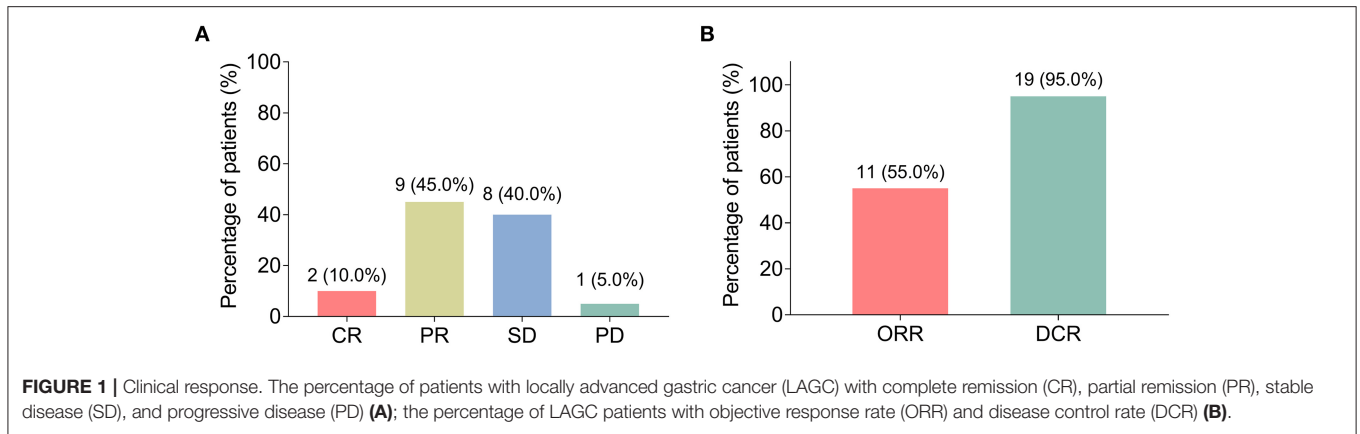 A
Percentage of patients (%)
100
80
60
40
20
0
2 (10.0%)
9 (45.0%)
8 (40.0%)
1 (5.0%)
CR PR SD PD
B
Percentage of patients (%)
100
80
60
40
20
0
11 (55.0%)
19 (95.0%)
ORR DCR
FIGURE 1 | Clinical response. The percentage of patients with locally advanced gastric cancer (LAGC) with complete remission (CR), partial remission (PR), stable
disease (SD), and progressive disease (PD) (A); the percentage of LAGC patients with objective response rate (ORR) and disease control rate (DCR) (B).